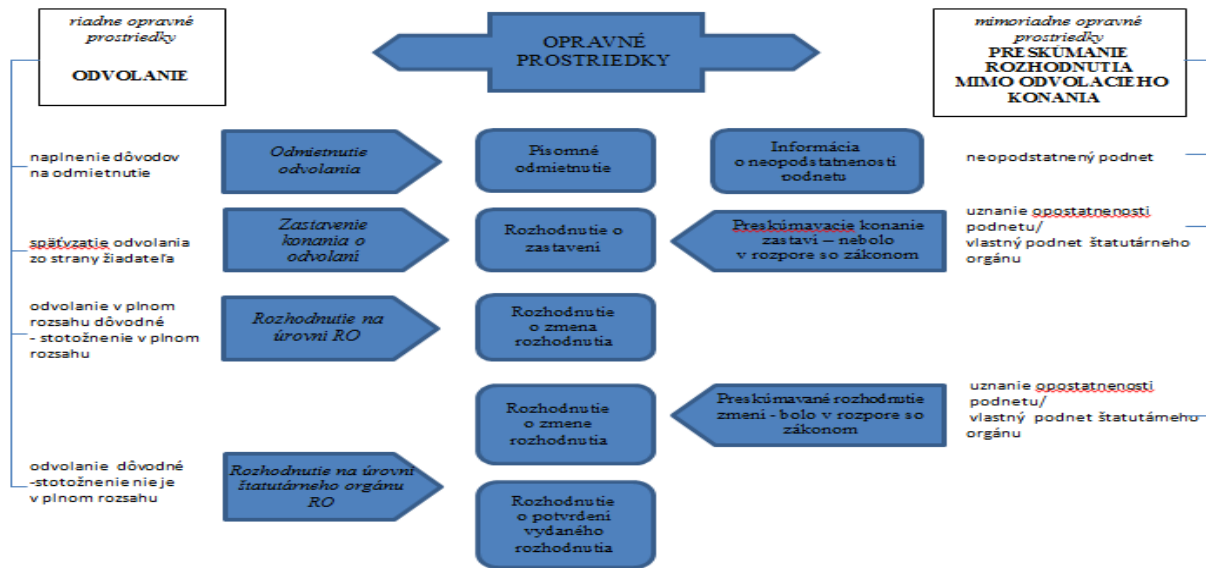 riadne opravné
prostriedky
ODVOLANIE
OPRAVNÉ
PROSTRIEDKY
mimoriadne opravné
prostriedky
PRESKÚMANIE
ROZHODNUTIA
MIMO ODVOLACIEHO
KONANIA
naplnenie dôvodov
na odmietnutie
Odmietnutie
odvolania
Písomné
odmietnutie
Informácia
o neopodstatnenosti
podnetu
neopodstatnený podnet
späťvzatie odvolania
zo strany žiadateľa
Zastavenie
konania o
odvolaní
Rozhodnutie o
zastavení
Preskúmavacie konanie
zastaví – nebolo
v rozpore so zákonom
uznanie opostatnenosti
podnetu/
vlastný podnet štatutárneho
orgánu
odvolanie v plnom
rozsahu dôvodné
- stotožnenie v plnom
rozsahu
Rozhodnutie na
úrovni RO
Rozhodnutie
o zmena
rozhodnutia
Rozhodnutie
o zmene
rozhodnutia
Preskúmavané rozhodnutie
zmení - bolo v rozpore so
zákonom
uznanie opostatnenosti
podnetu/
vlastný podnet štatutárneho
orgánu
odvolanie dôvodné
-stotožnenie nie je
v plnom rozsahu
Rozhodnutie na úrovni
štatutárneho orgánu
RO
Rozhodnutie
o potvrdení
vydaného
rozhodnutia